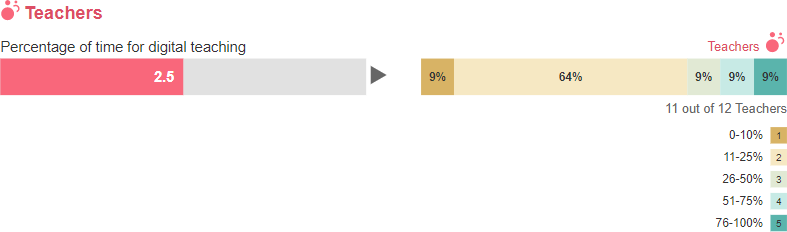 Teachers
Percentage of time for digital teaching
Teachers
2.5
9% 64% 9% 9% 9%
11 out of 12 Teachers
0-10% 1
11-25% 2
26-50% 3
51-75% 4
76-100% 5